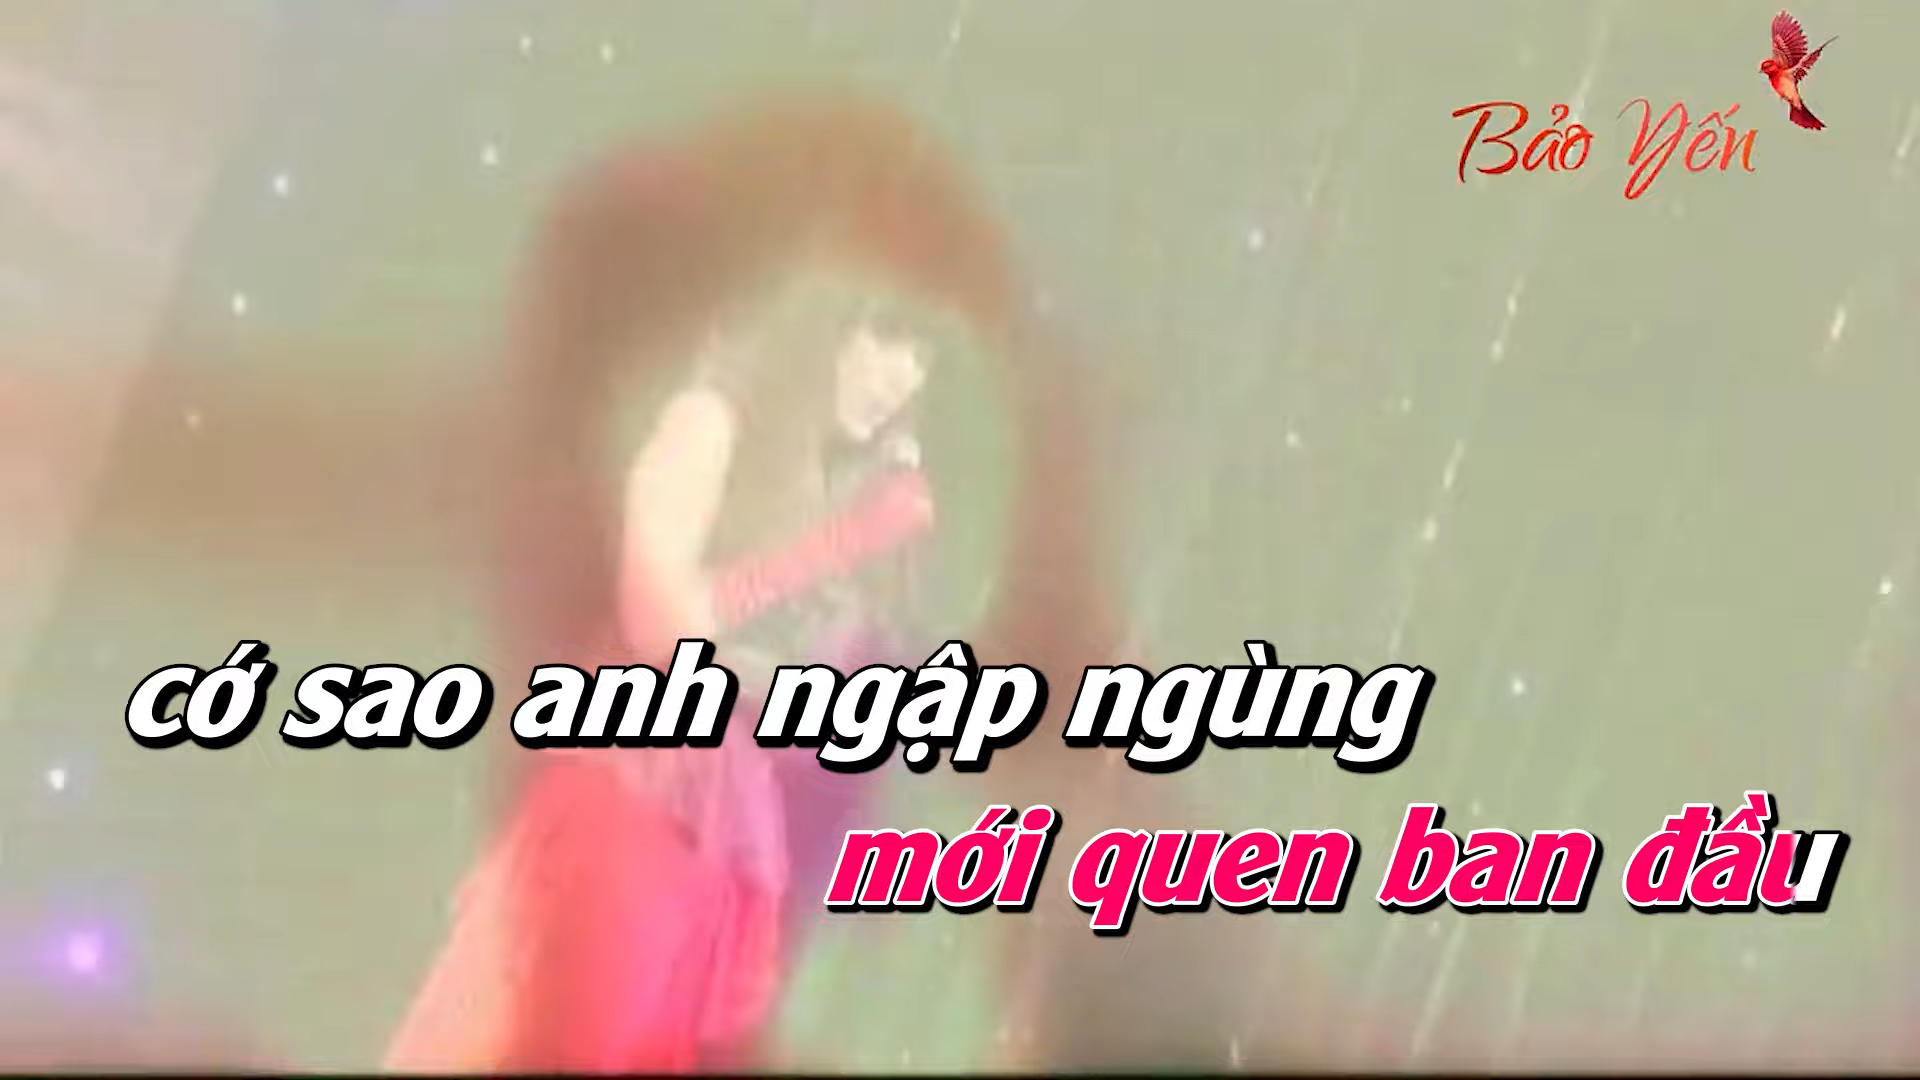 Bảo Yến
cớ sao anh ngập ngùng
mới quen ban đầu